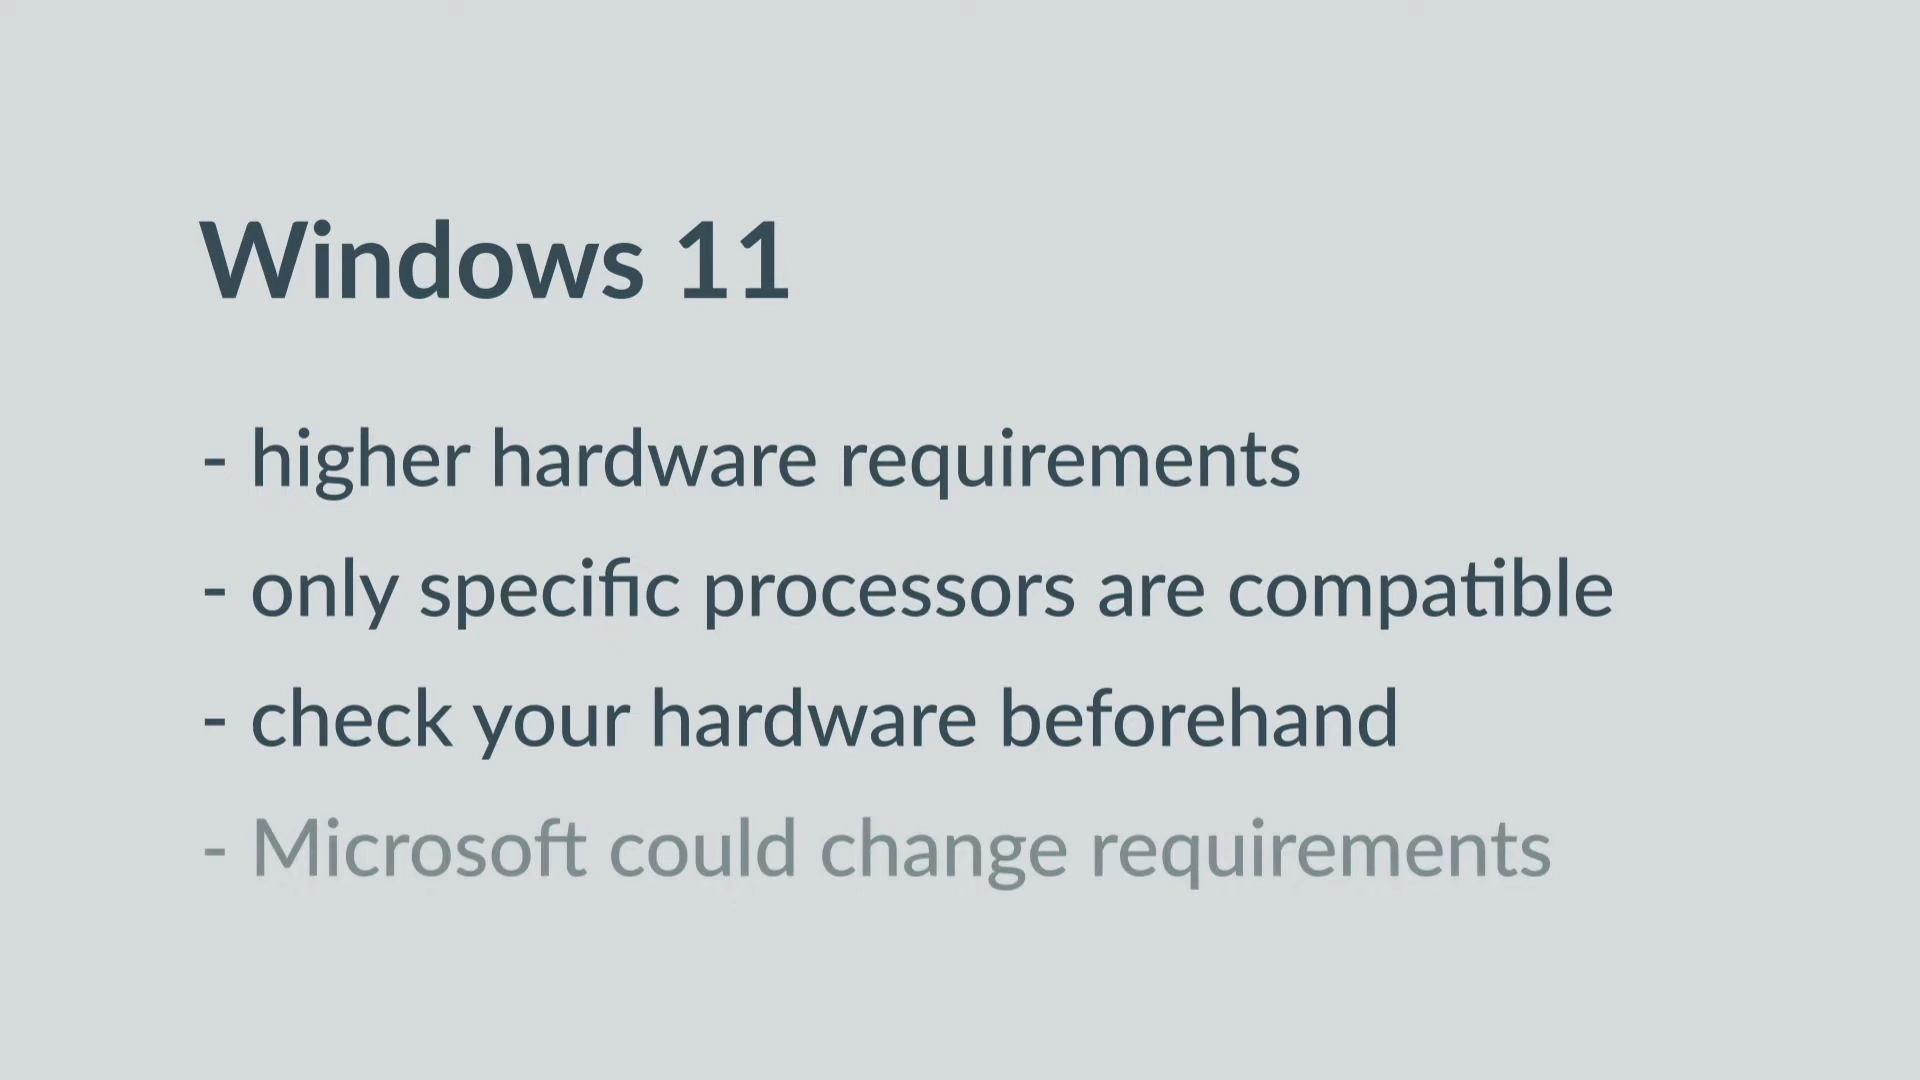 Windows 11
- higher hardware requirements
- only specific processors are compatible
- check your hardware beforehand
- Microsoft could change requirements